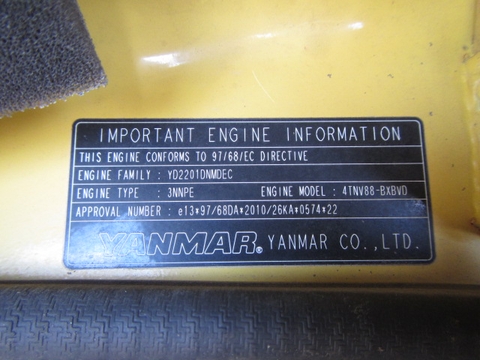 IMPORTANT ENGINE INFORMATION
THIS ENGINE CONFORMS TO 97/68/EC DIRECTIVE
ENGINE FAMILY : YD2201DNMDEC
ENGINE TYPE : 3NNPE ENGINE MODEL: 4TNV88-BXBVD
APPROVAL NUMBER : e13*97/68DA*2010/26KA*0574*22
YANMAR® YANMAR CO.,LTD.